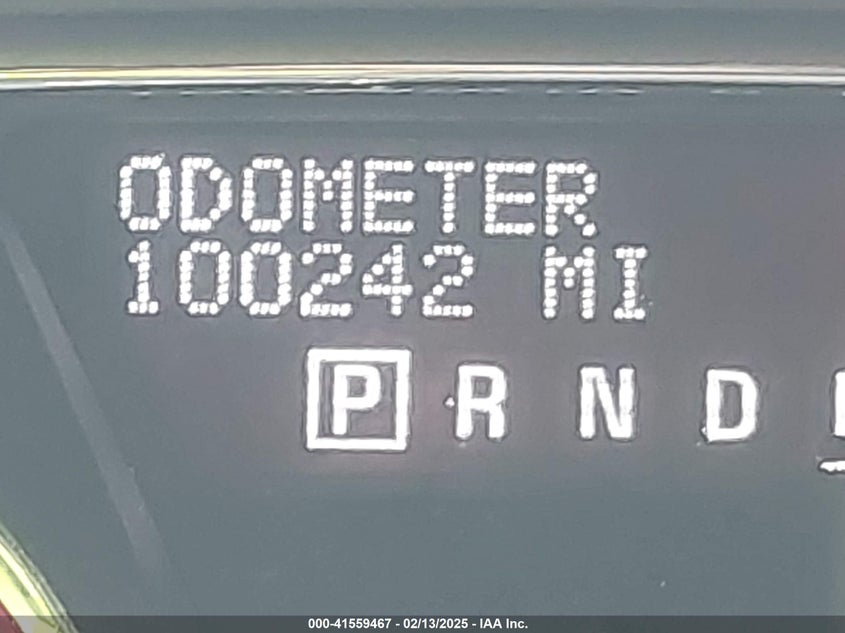 ODOMETER
100242 MI
P R N D
000-41559467 - 02/13/2025 - IAA Inc.